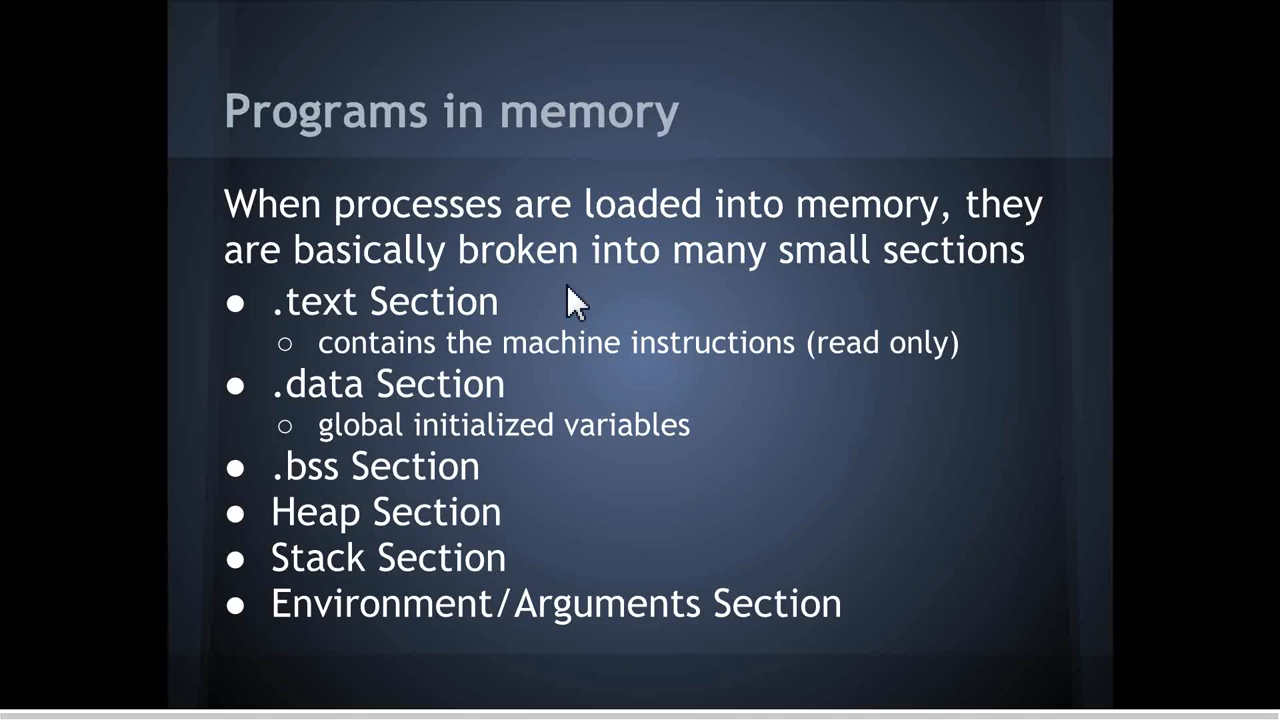 Programs in memory
When processes are loaded into memory, they
are basically broken into many small sections
● .text Section
○ contains the machine instructions (read only)
● .data Section
○ global initialized variables
● .bss Section
● Heap Section
● Stack Section
● Environment/Arguments Section